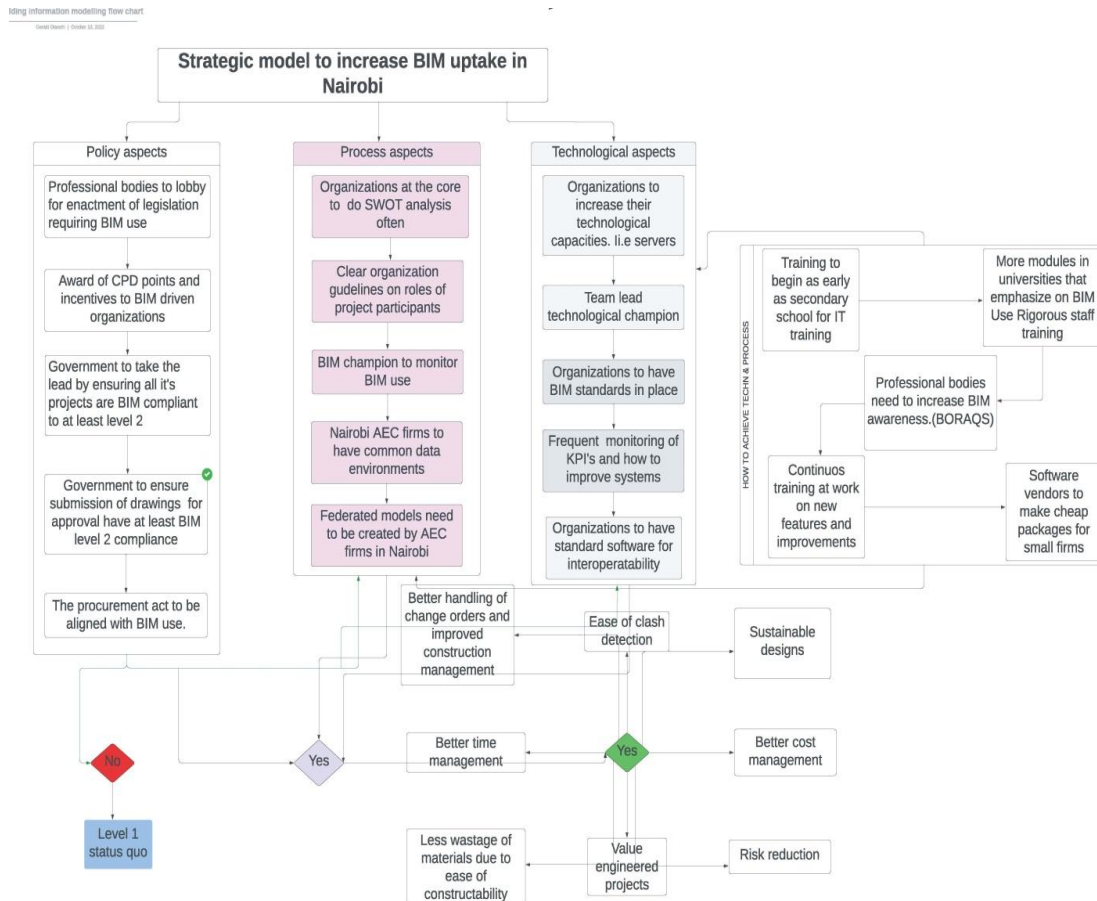 lding information modelling flow chart
Strategic model to increase BIM uptake in
Nairobi
Policy aspects
Professional bodies to lobby
for enactment of legislation
requiring BIM use
Award of CPD points and
incentives to BIM driven
organizations
Government to take the
lead by ensuring all it's
projects are BIM compliant
to at least level 2
Government to ensure
submission of drawings for
approval have at least BIM
level 2 compliance
The procurement act to be
aligned with BIM use.
Process aspects
Organizations at the core
to do SWOT analysis
often
Clear organization
gudelines on roles of
project participants
BIM champion to monitor
BIM use
Nairobi AEC firms to
have common data
environments
Federated models need
to be created by AEC
firms in Nairobi
Technological aspects
Organizations to
increase their
technological
capacities. Ii.e servers
Team lead
technological champion
Organizations to have
BIM standards in place
Frequent monitoring of
KPI's and how to
improve systems
Organizations to have
standard software for
interoperatability
HOW TO ACHIEVE TECHN & PROCESS
Training to
begin as early
as secondary
school for IT
training
More modules in
universities that
emphasize on BIM
Use Rigorous staff
training
Professional bodies
need to increase BIM
awareness.(BORAQS)
Continuos
training at work
on new
features and
improvements
Software
vendors to
make cheap
packages for
small firms
Better handling of
change orders and
improved
construction
management
Ease of clash
detection
Sustainable
designs
No
Yes
Better time
management
Yes
Better cost
management
Level 1
status quo
Less wastage of
materials due to
ease of
constructability
Value
engineered
projects
Risk reduction